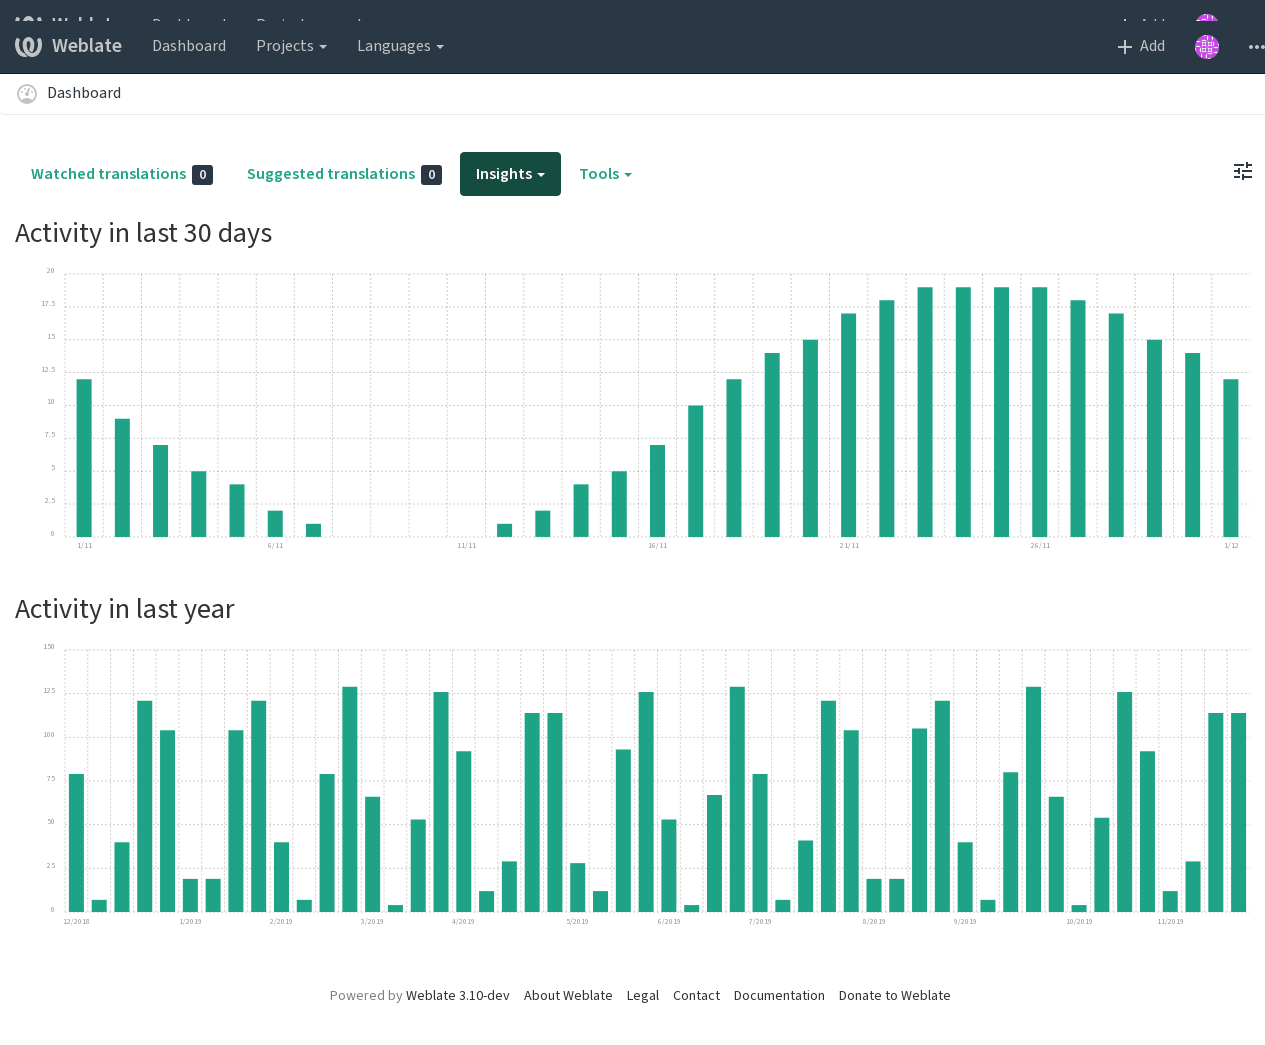 Weblate Dashboard Projects Languages Add
Dashboard
Watched translations 0 Suggested translations 0 Insights Tools
Activity in last 30 days
20
17.5
15
12.5
10
7.5
5
2.5
0
1/11 6/11 11/11 16/11 21/11 26/11 1/12
Activity in last year
150
125
100
75
50
25
0
12/2018 1/2019 2/2019 3/2019 4/2019 5/2019 6/2019 7/2019 8/2019 9/2019 10/2019 11/2019
Powered by Weblate 3.10-dev About Weblate Legal Contact Documentation Donate to Weblate